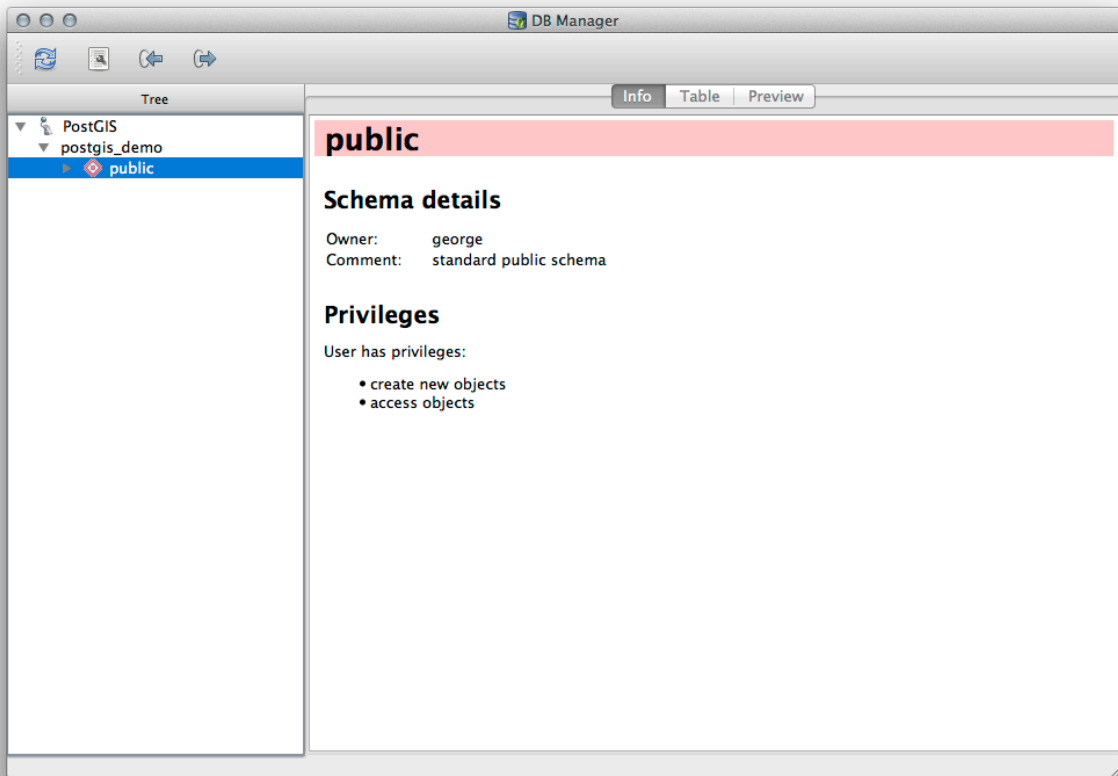 DB Manager
Tree
Info Table Preview
PostGIS
postgis_demo
public
public
Schema details
Owner: george
Comment: standard public schema
Privileges
User has privileges:
• create new objects
• access objects